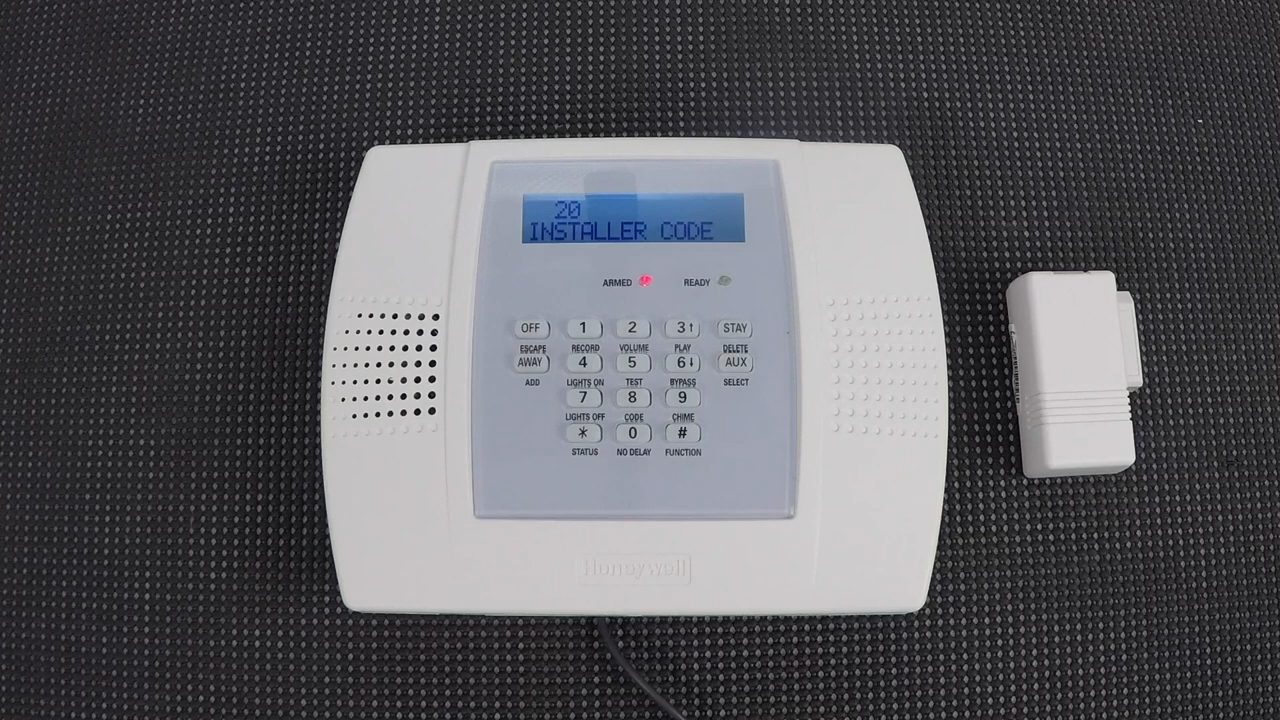 20
INSTALLER CODE
ARMED READY
OFF 1 2 3↑ STAY
ESCAPE RECORD VOLUME PLAY DELETE
AWAY 4 5 6↓ AUX
ADD LIGHTS ON TEST BYPASS SELECT
7 8 9
LIGHTS OFF CODE CHIME
* 0 #
STATUS NO DELAY FUNCTION
Honeywell